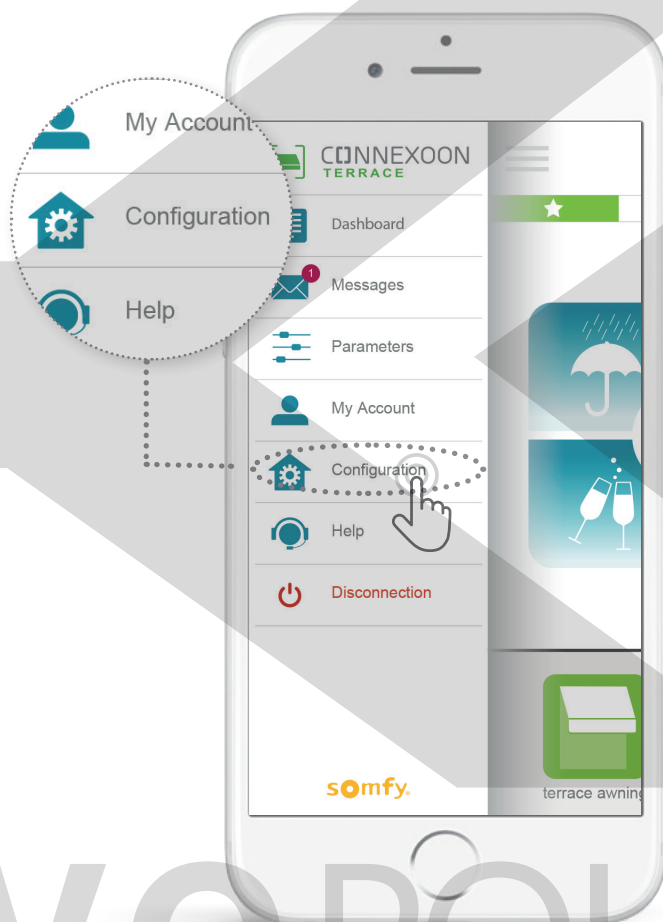 My Account
Configuration
Help
CONNEXOON
TERRACE
Dashboard
1
Messages
Parameters
My Account
Configuration
Help
Disconnection
somfy.
terrace awning